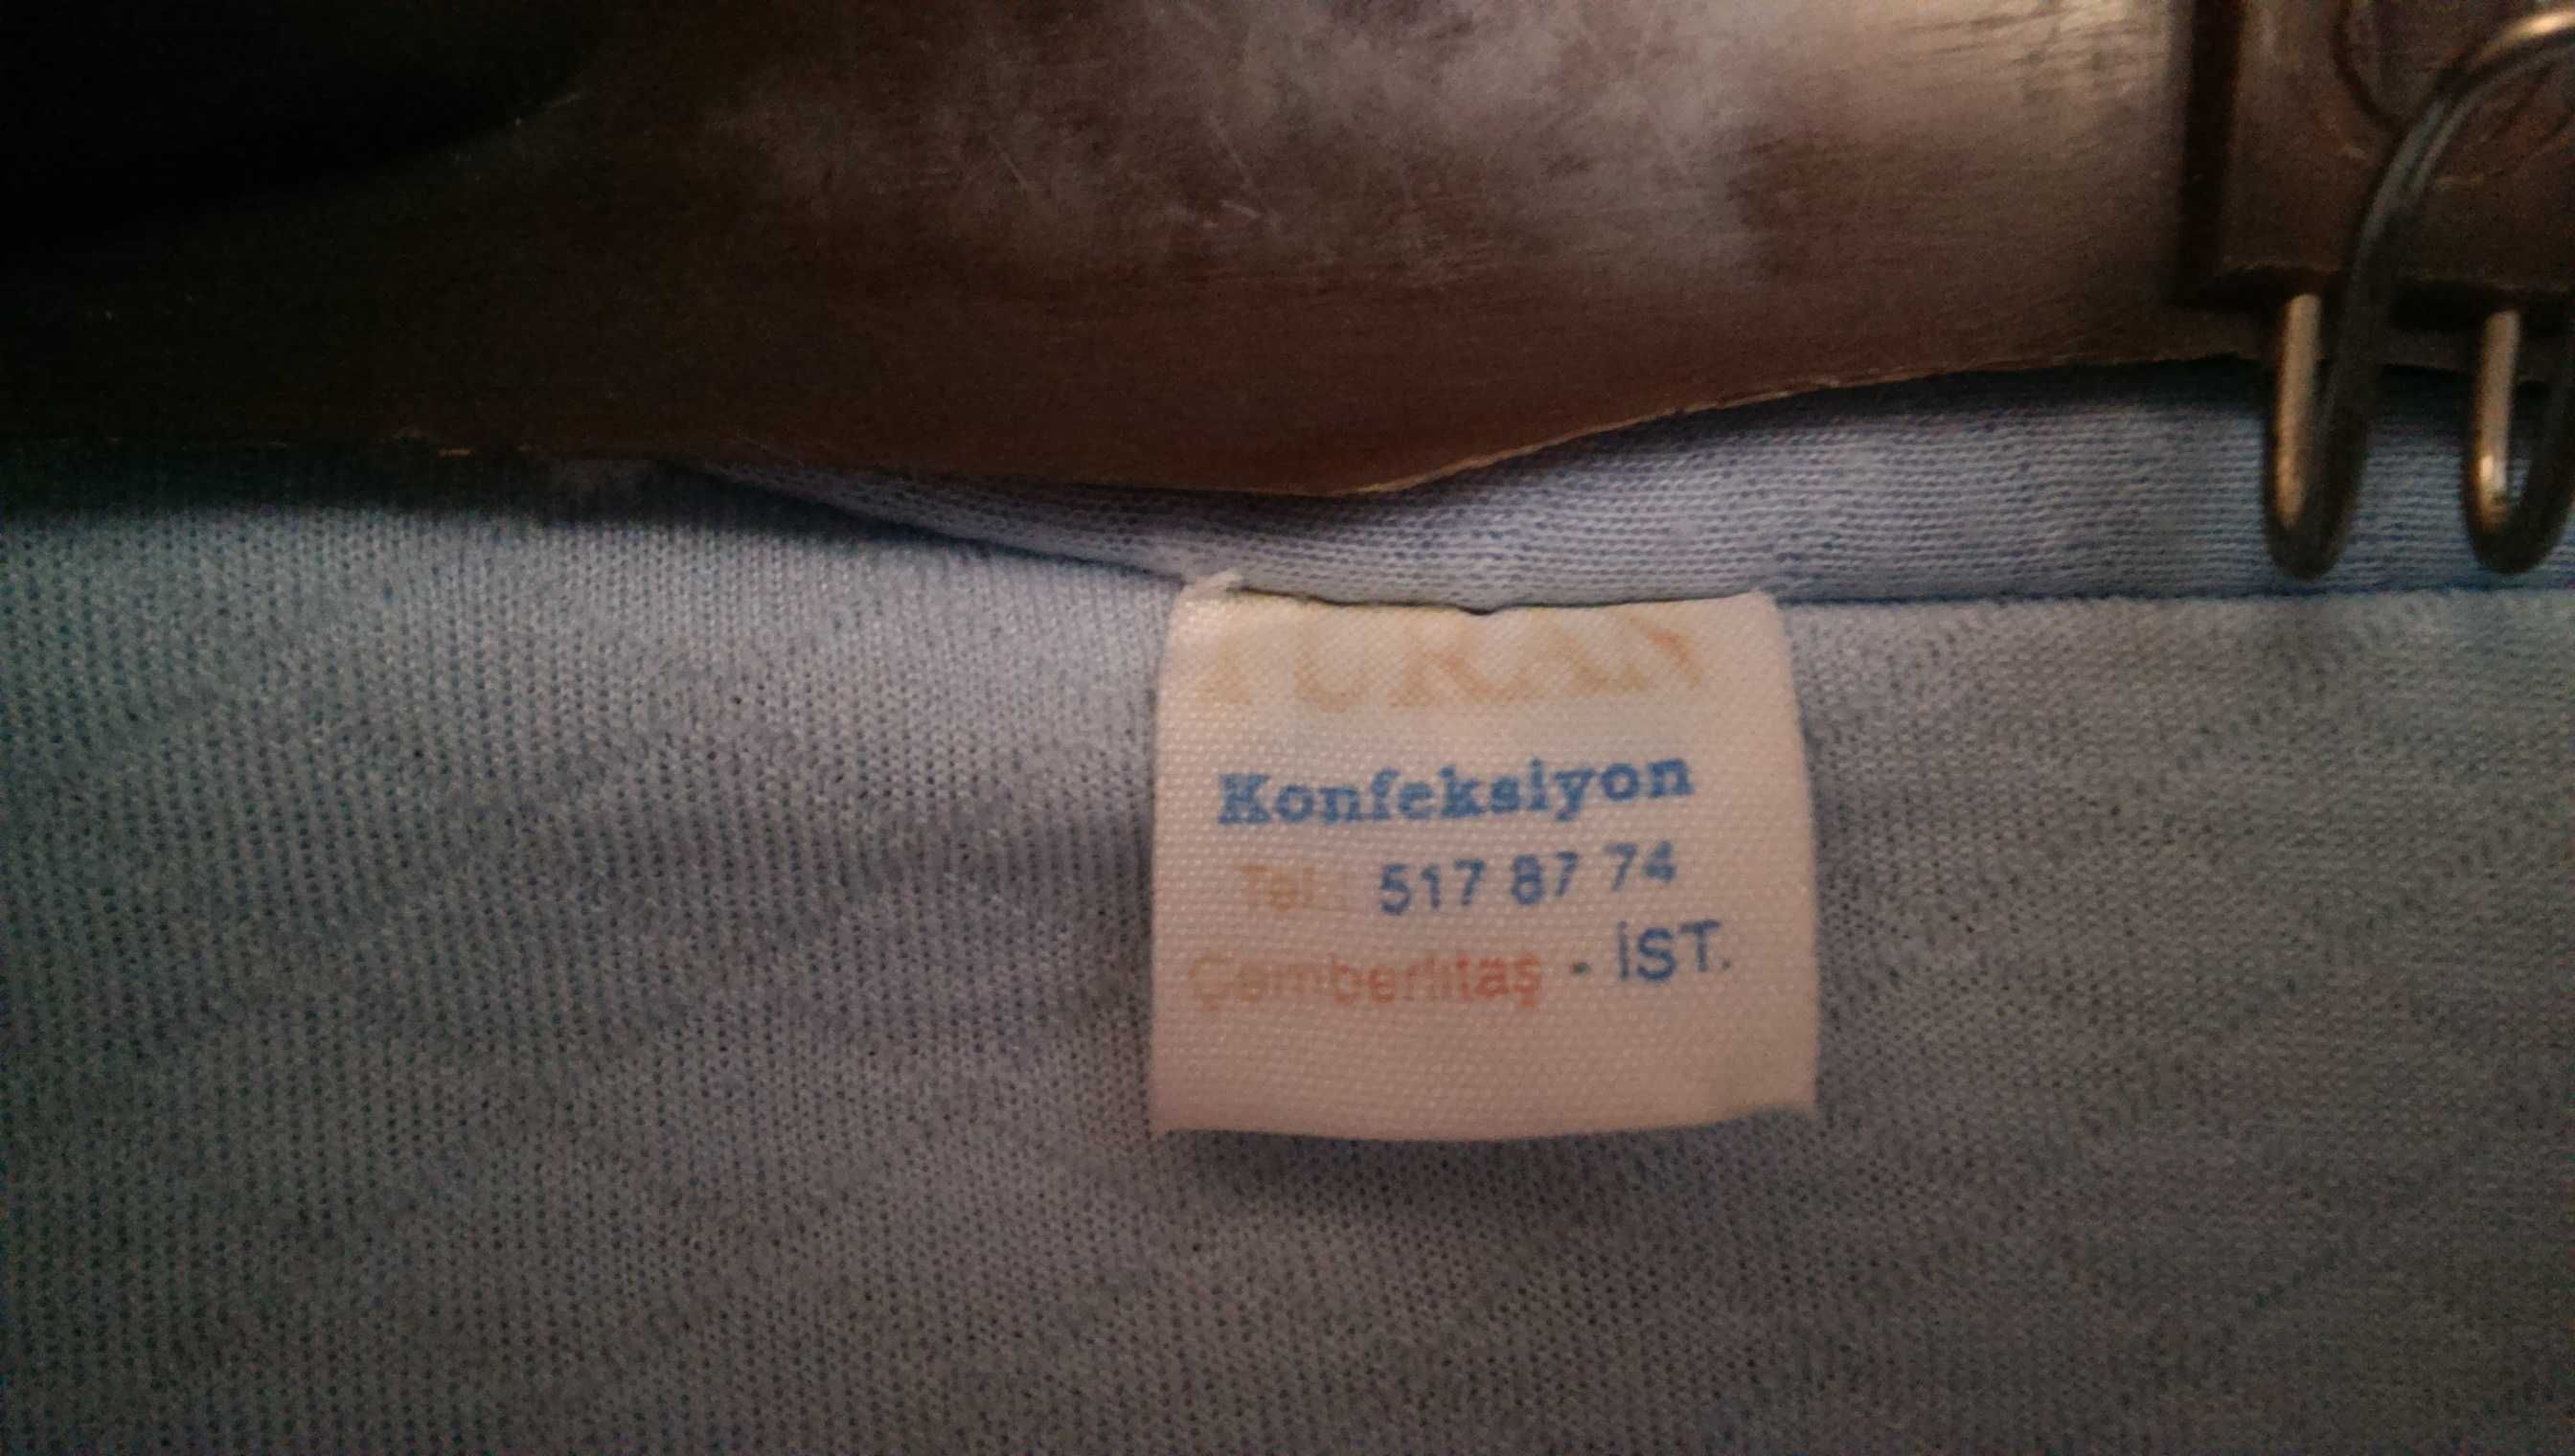 Konfeksiyon
Tel : 517 87 74
Çemberlitaş - İST.